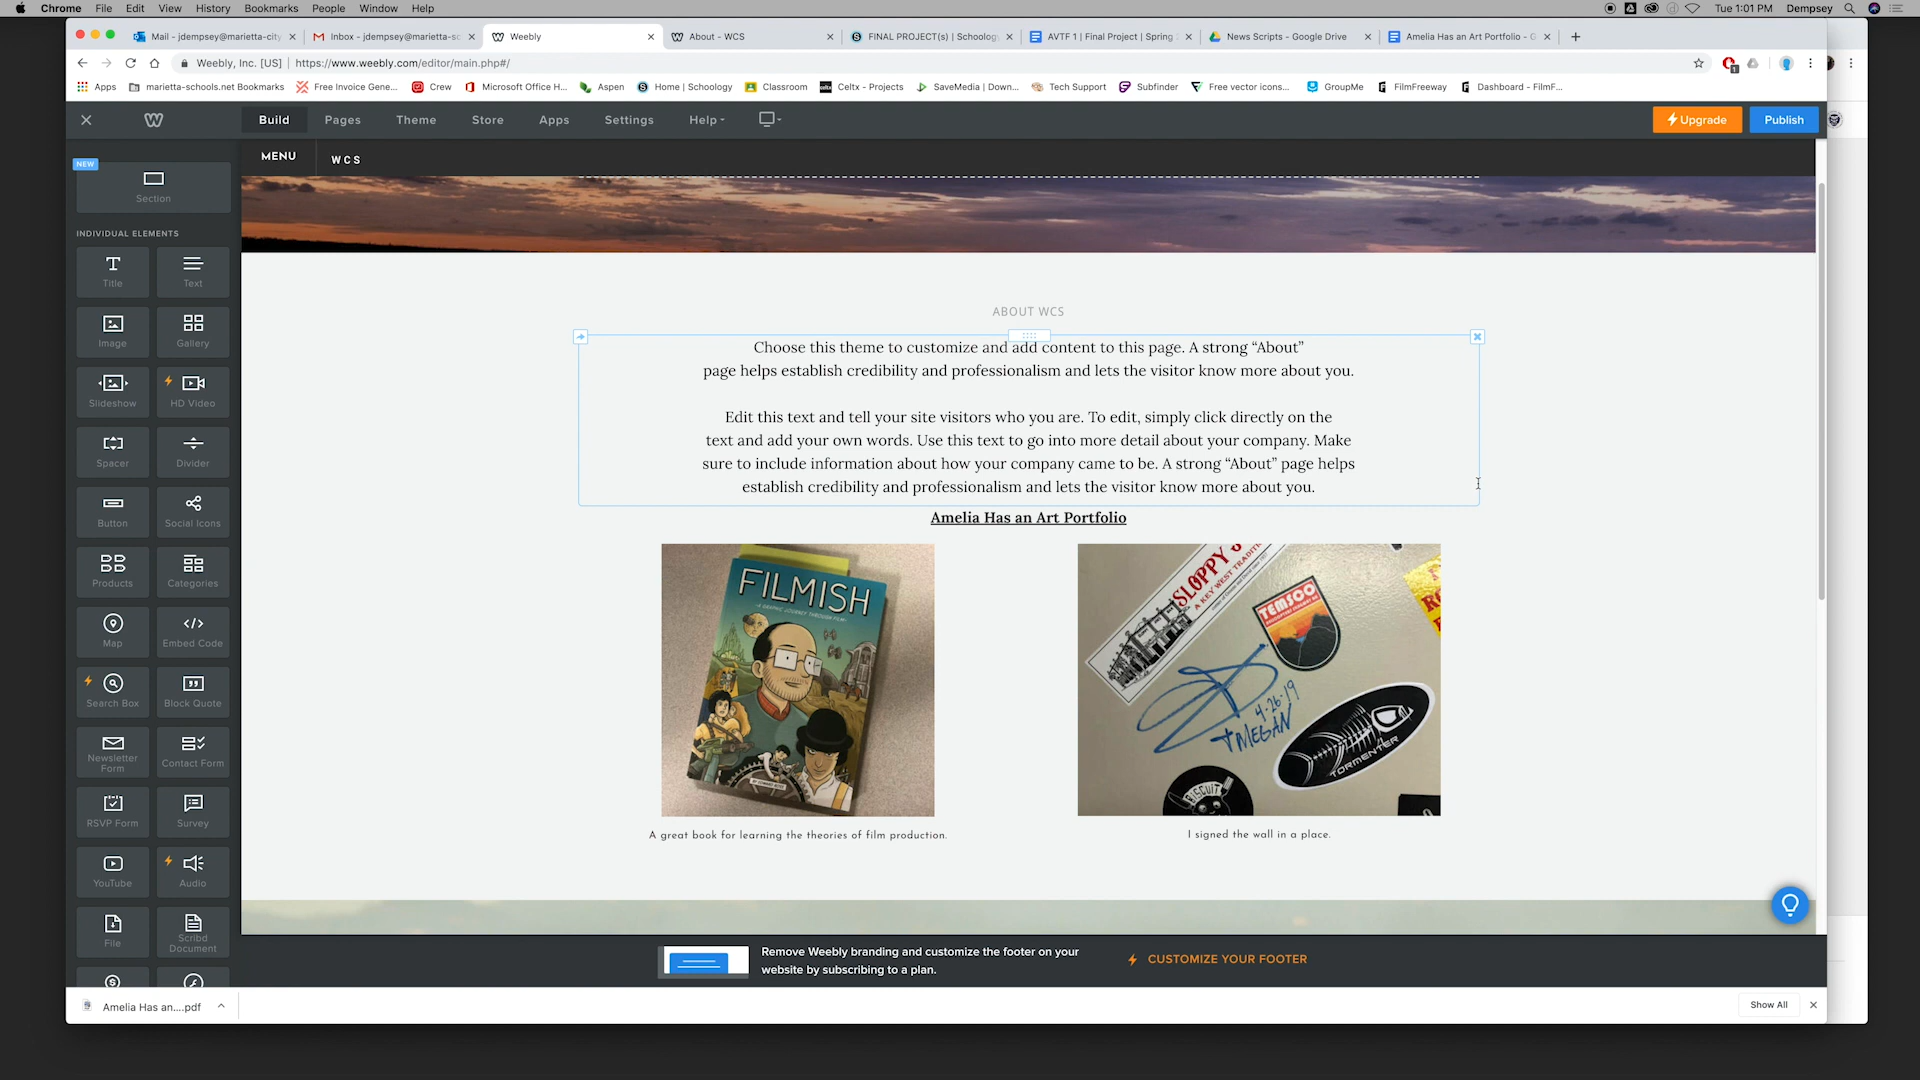 Chrome File Edit View History Bookmarks People Window Help
Tue 1:01 PM Dempsey
Mail - jdempsey@marietta-city
Inbox - jdempsey@marietta-sc
Weebly
About - WCS
FINAL PROJECT(s) | Schoology
AVTF 1 | Final Project | Spring
News Scripts - Google Drive
Amelia Has an Art Portfolio - G
Weebly, Inc. [US] | https://www.weebly.com/editor/main.php#/
Apps
marietta-schools.net Bookmarks
Free Invoice Gene...
Crew
Microsoft Office H...
Aspen
Home | Schoology
Classroom
Celtx - Projects
SaveMedia | Down...
Tech Support
Subfinder
Free vector icons...
GroupMe
FilmFreeway
Dashboard - FilmF...
Build Pages Theme Store Apps Settings Help
Upgrade
Publish
MENU
WCS
NEW
Section
INDIVIDUAL ELEMENTS
Title
Text
Image
Gallery
Slideshow
HD Video
Spacer
Divider
Button
Social Icons
Products
Categories
Map
Embed Code
Search Box
Block Quote
Newsletter
Form
Contact Form
RSVP Form
Survey
YouTube
Audio
File
Scribd
Document
ABOUT WCS
Choose this theme to customize and add content to this page. A strong “About”
page helps establish credibility and professionalism and lets the visitor know more about you.
Edit this text and tell your site visitors who you are. To edit, simply click directly on the
text and add your own words. Use this text to go into more detail about your company. Make
sure to include information about how your company came to be. A strong “About” page helps
establish credibility and professionalism and lets the visitor know more about you.
Amelia Has an Art Portfolio
FILMISH
A GRAPHIC JOURNEY THROUGH FILM
SLOPPY J
A KEY WEST TRADITI
TEMSCO
4-26-19
+MEGAN
TORMENTER
BISCUIT
A great book for learning the theories of film production.
I signed the wall in a place.
Remove Weebly branding and customize the footer on your
website by subscribing to a plan.
CUSTOMIZE YOUR FOOTER
Amelia Has an....pdf
Show All